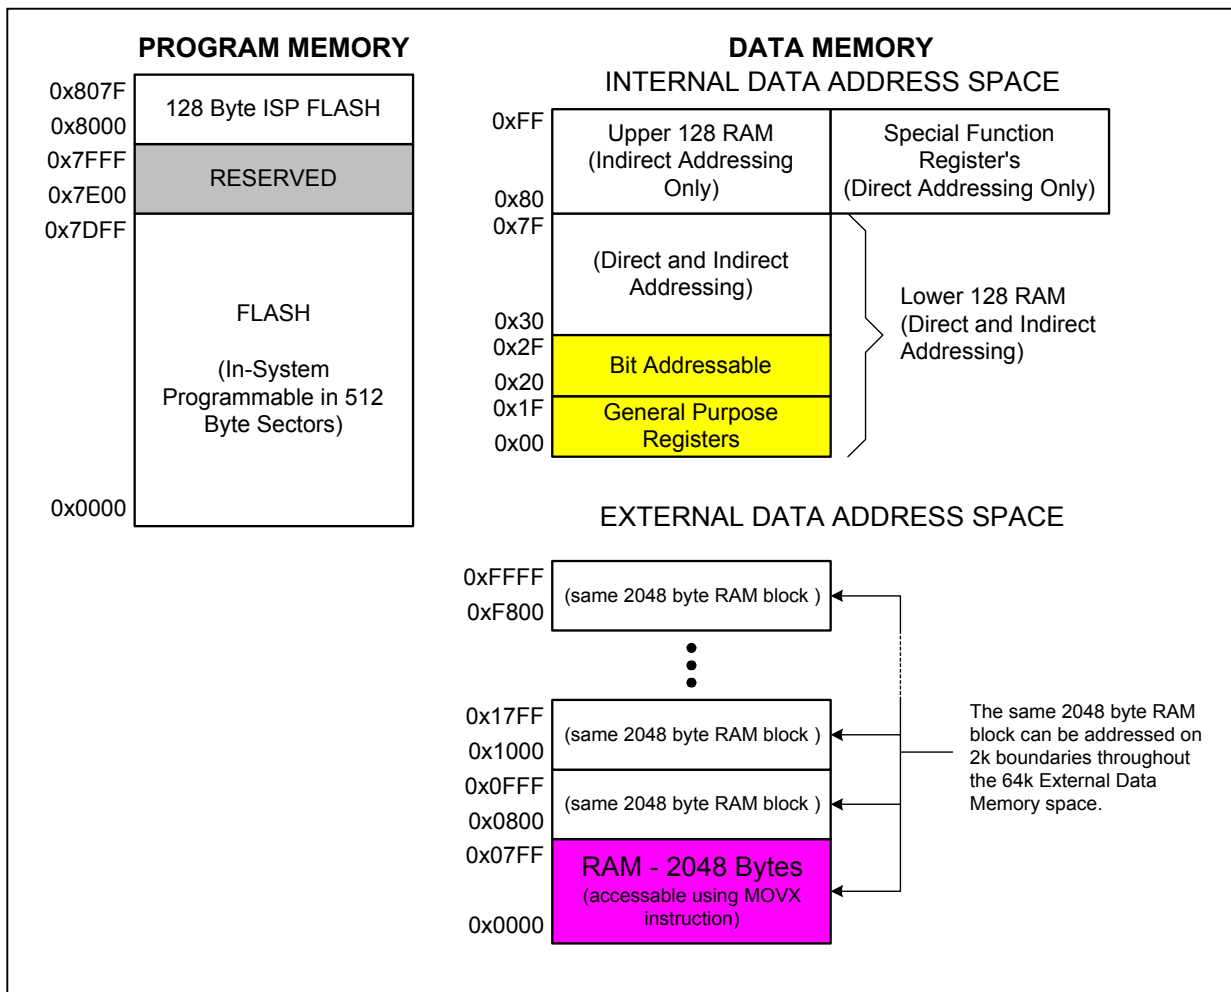 PROGRAM MEMORY
0x807F
0x8000
128 Byte ISP FLASH
0x7FFF
0x7E00
RESERVED
0x7DFF
FLASH
(In-System
Programmable in 512
Byte Sectors)
0x0000
DATA MEMORY
INTERNAL DATA ADDRESS SPACE
0xFF
Upper 128 RAM
(Indirect Addressing
Only)
0x80
Special Function
Register's
(Direct Addressing Only)
0x7F
(Direct and Indirect
Addressing)
0x30
0x2F
Bit Addressable
0x20
0x1F
General Purpose
Registers
0x00
Lower 128 RAM
(Direct and Indirect
Addressing)
EXTERNAL DATA ADDRESS SPACE
0xFFFF
(same 2048 byte RAM block )
0xF800
0x17FF
(same 2048 byte RAM block )
0x1000
0x0FFF
(same 2048 byte RAM block )
0x0800
0x07FF
RAM - 2048 Bytes
(accessable using MOVX
instruction)
0x0000
The same 2048 byte RAM
block can be addressed on
2k boundaries throughout
the 64k External Data
Memory space.